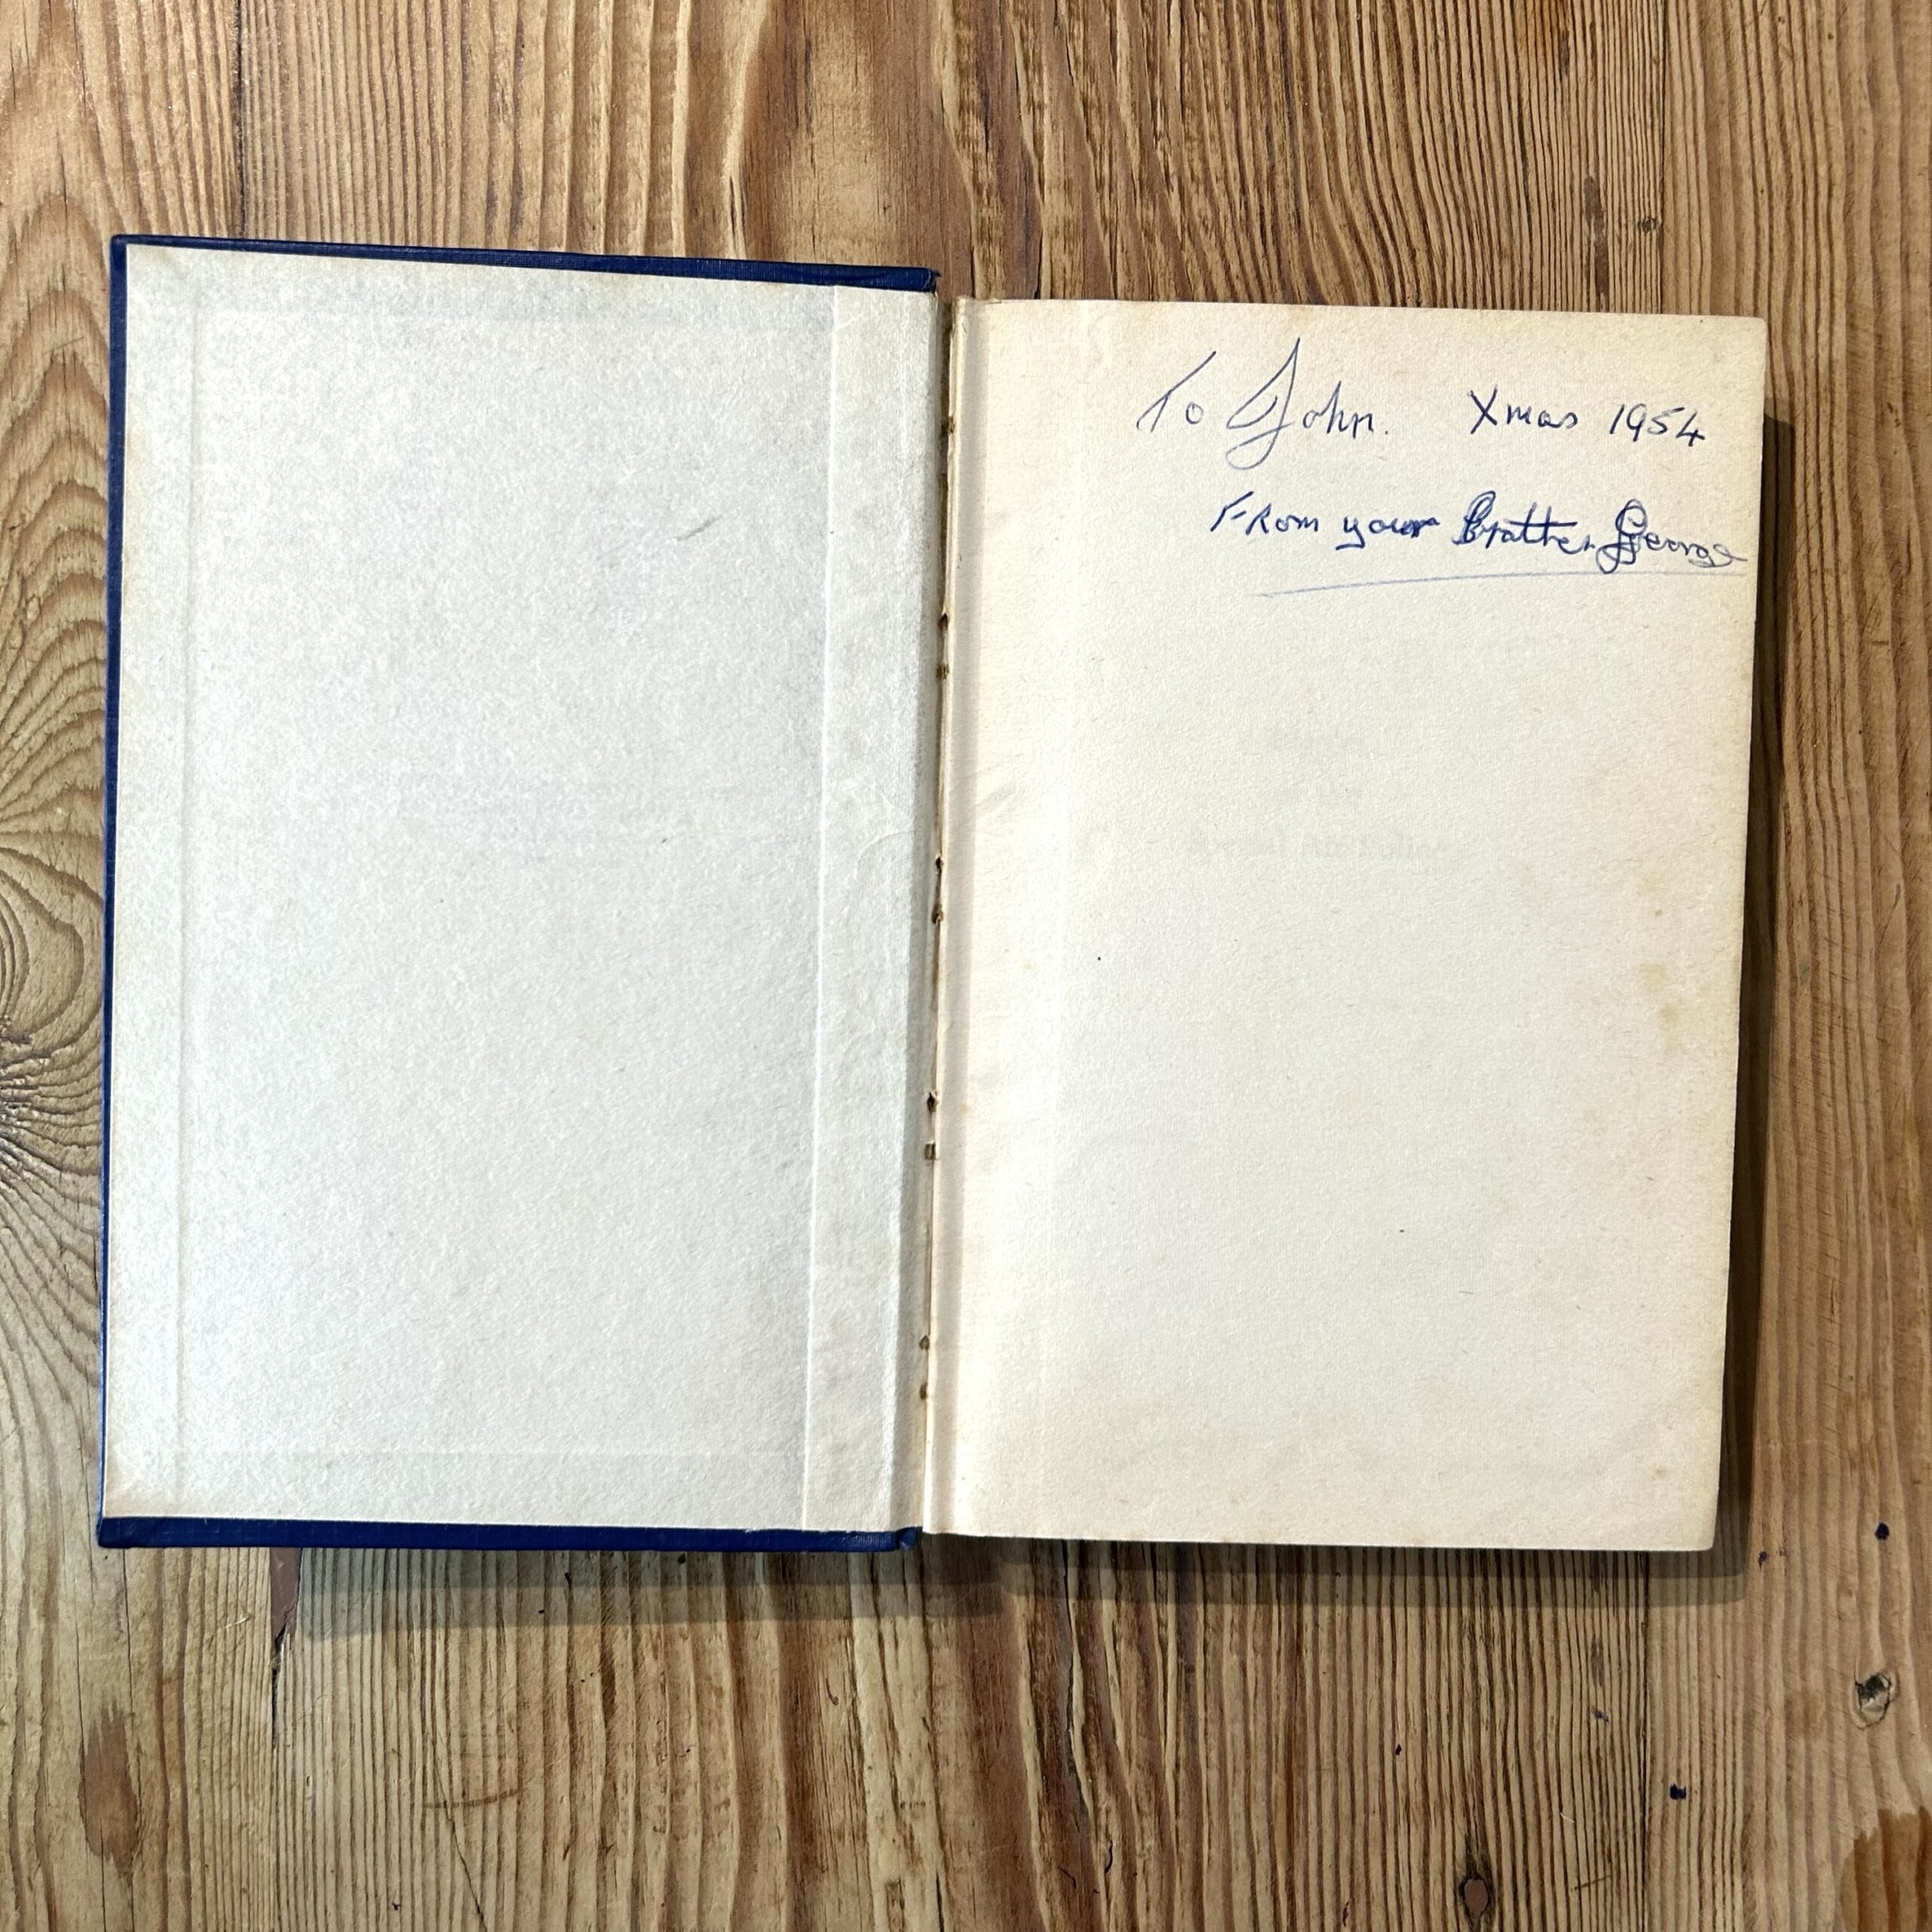 To John. Xmas 1954
From your Brother George